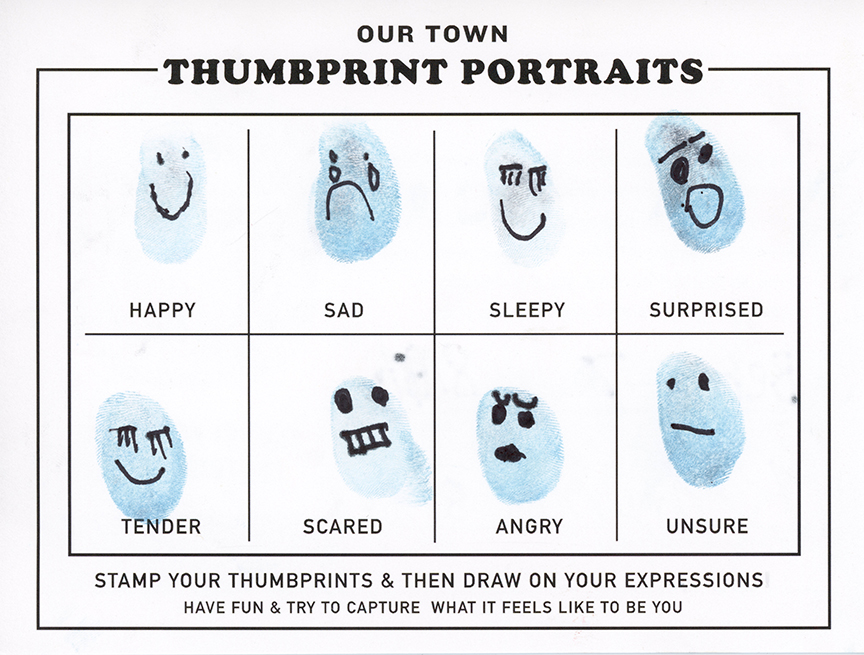 OUR TOWN
THUMBPRINT PORTRAITS
HAPPY SAD SLEEPY SURPRISED
TENDER SCARED ANGRY UNSURE
STAMP YOUR THUMBPRINTS & THEN DRAW ON YOUR EXPRESSIONS
HAVE FUN & TRY TO CAPTURE WHAT IT FEELS LIKE TO BE YOU